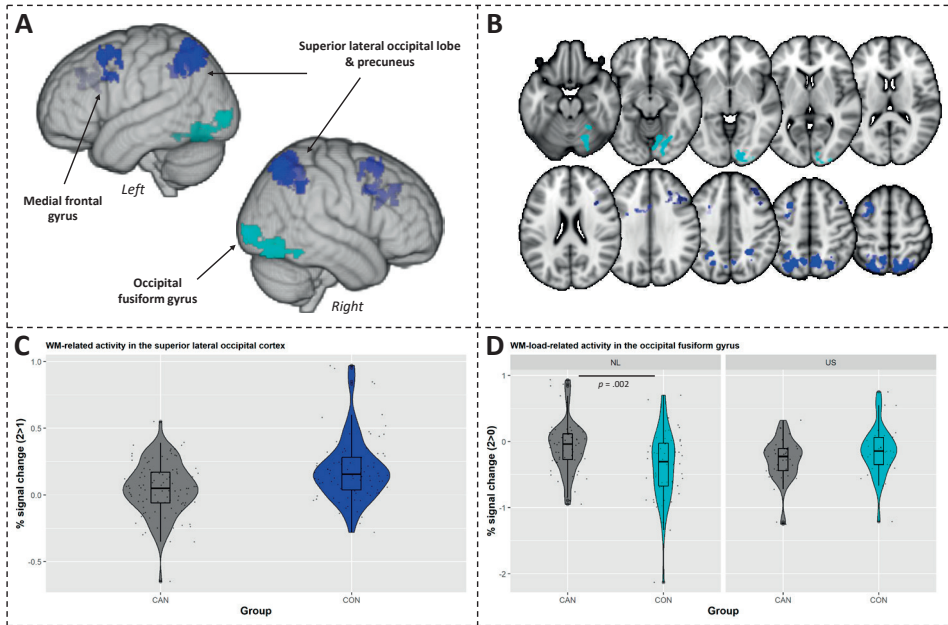 A
Superior lateral occipital lobe
& precuneus
Left
Medial frontal
gyrus
Occipital
fusiform gyrus
Right
B
C
WM-related activity in the superior lateral occipital cortex
% signal change (2>1)
1.0
0.5
0.0
-0.5
CAN
CON
Group
D
WM-load-related activity in the occipital fusiform gyrus
NL
US
p = .002
% signal change (2>0)
1
-0
-1
-2
CAN
CON
CAN
CON
Group